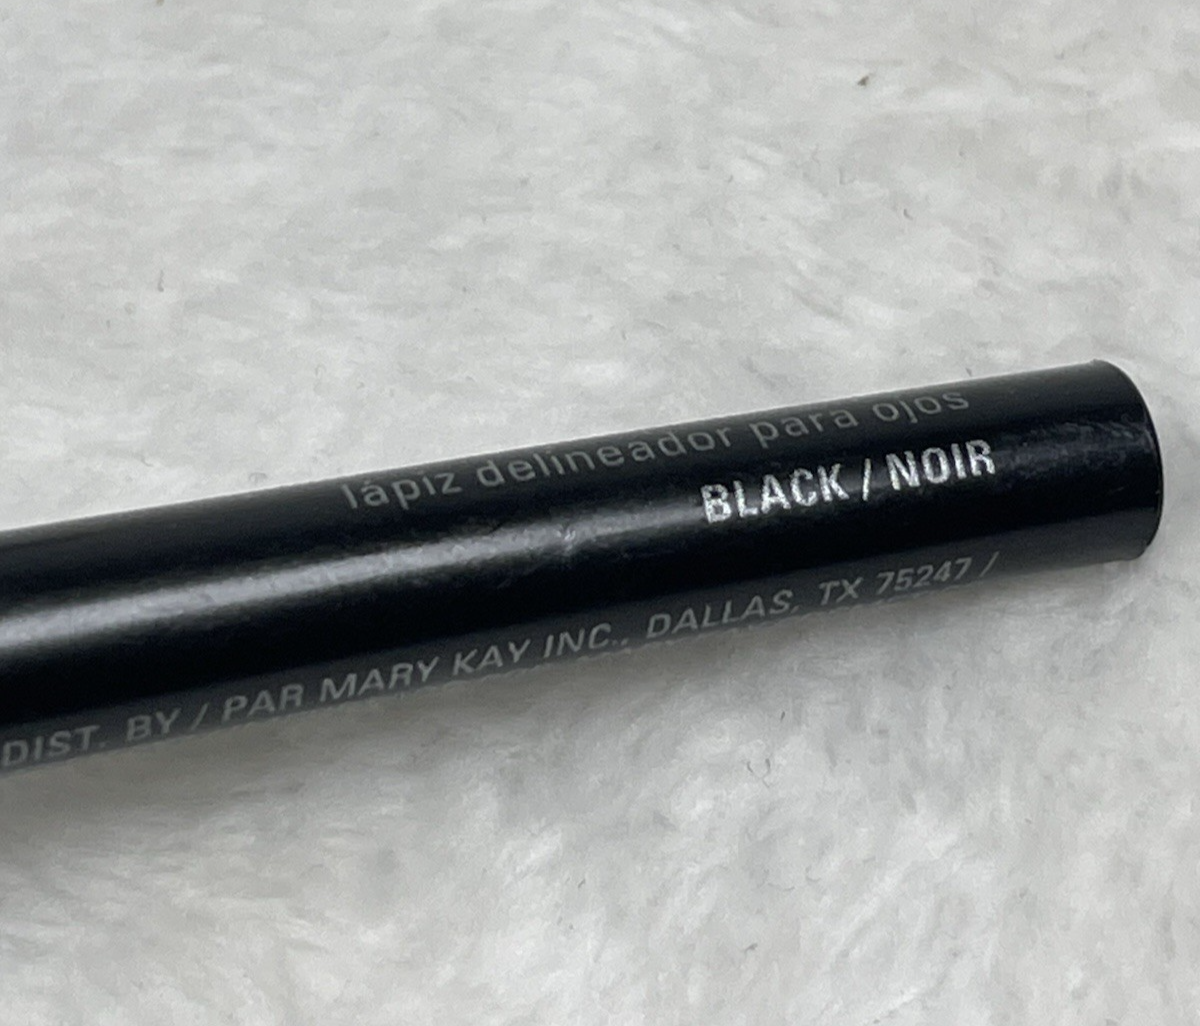 lápiz delineador para ojos
BLACK / NOIR
DIST. BY / PAR MARY KAY INC., DALLAS, TX 75247 /